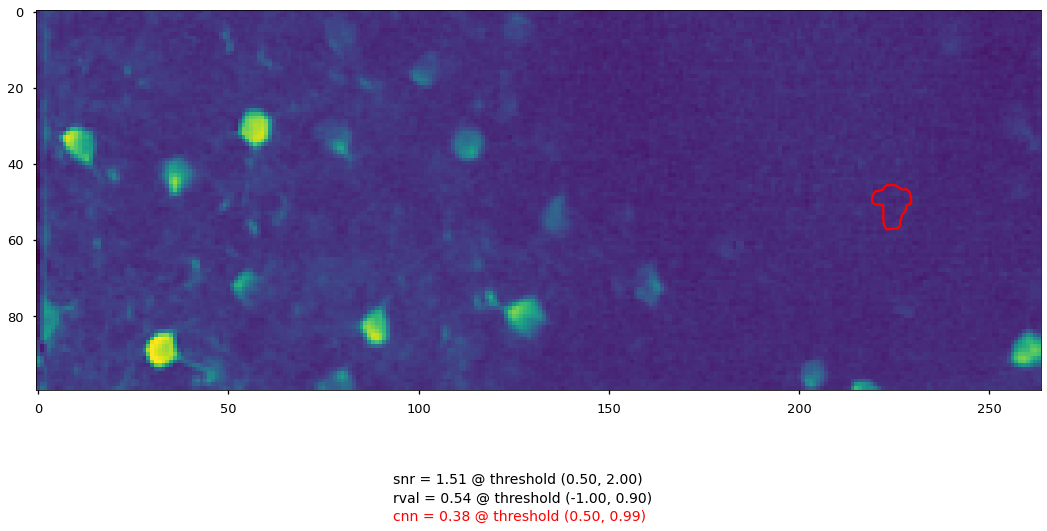 0
20
40
60
80
0 50 100 150 200 250
snr = 1.51 @ threshold (0.50, 2.00)
rval = 0.54 @ threshold (-1.00, 0.90)
cnn = 0.38 @ threshold (0.50, 0.99)